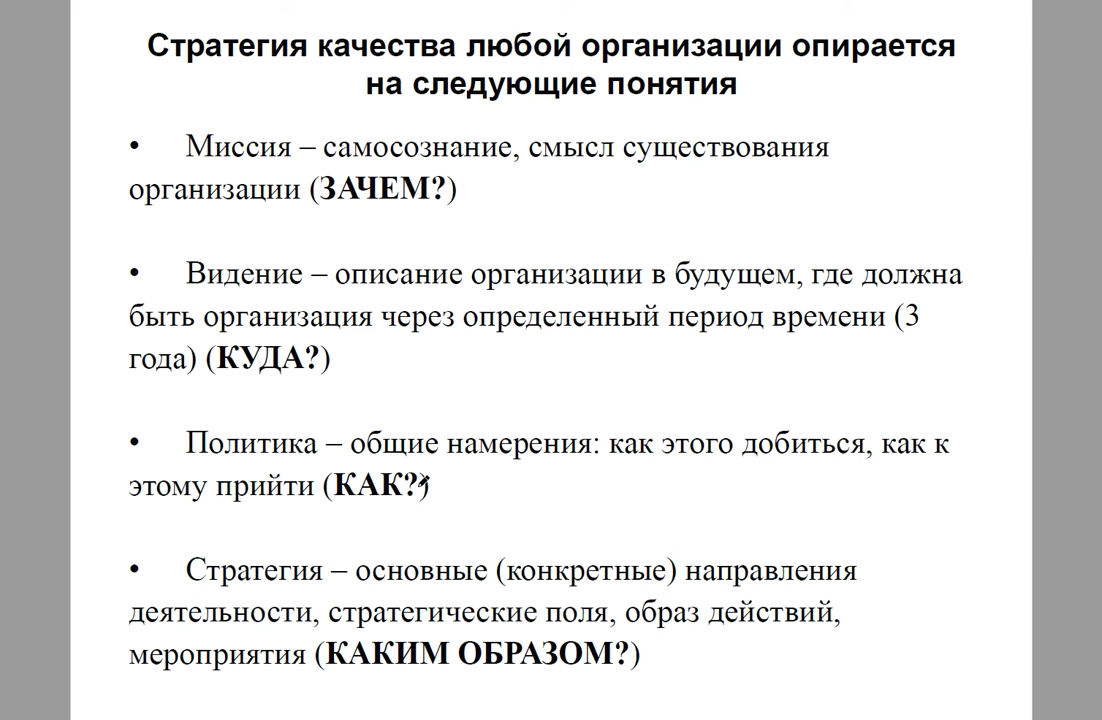 Стратегия качества любой организации опирается
на следующие понятия
• Миссия – самосознание, смысл существования
организации (ЗАЧЕМ?)
• Видение – описание организации в будущем, где должна
быть организация через определенный период времени (3
года) (КУДА?)
• Политика – общие намерения: как этого добиться, как к
этому прийти (КАК?)
• Стратегия – основные (конкретные) направления
деятельности, стратегические поля, образ действий,
мероприятия (КАКИМ ОБРАЗОМ?)